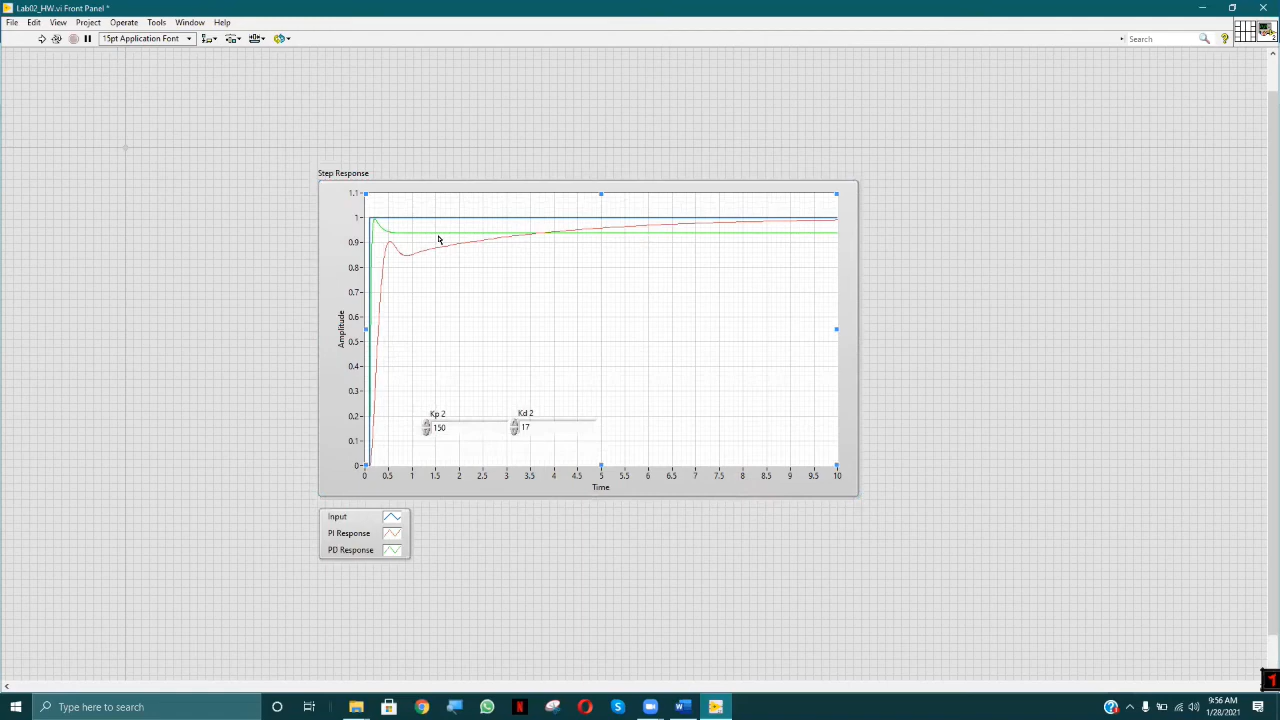 Lab02_HW.vi Front Panel *
File Edit View Project Operate Tools Window Help
15pt Application Font
Search
2
Step Response
1.1
1
0.9
0.8
0.7
0.6
0.5
0.4
0.3
0.2
0.1
0
Amplitude
Kp 2
150
Kd 2
17
0 0.5 1 1.5 2 2.5 3 3.5 4 4.5 5 5.5 6 6.5 7 7.5 8 8.5 9 9.5 10
Time
Input
PI Response
PD Response
1
Type here to search
9:56 AM
1/28/2021